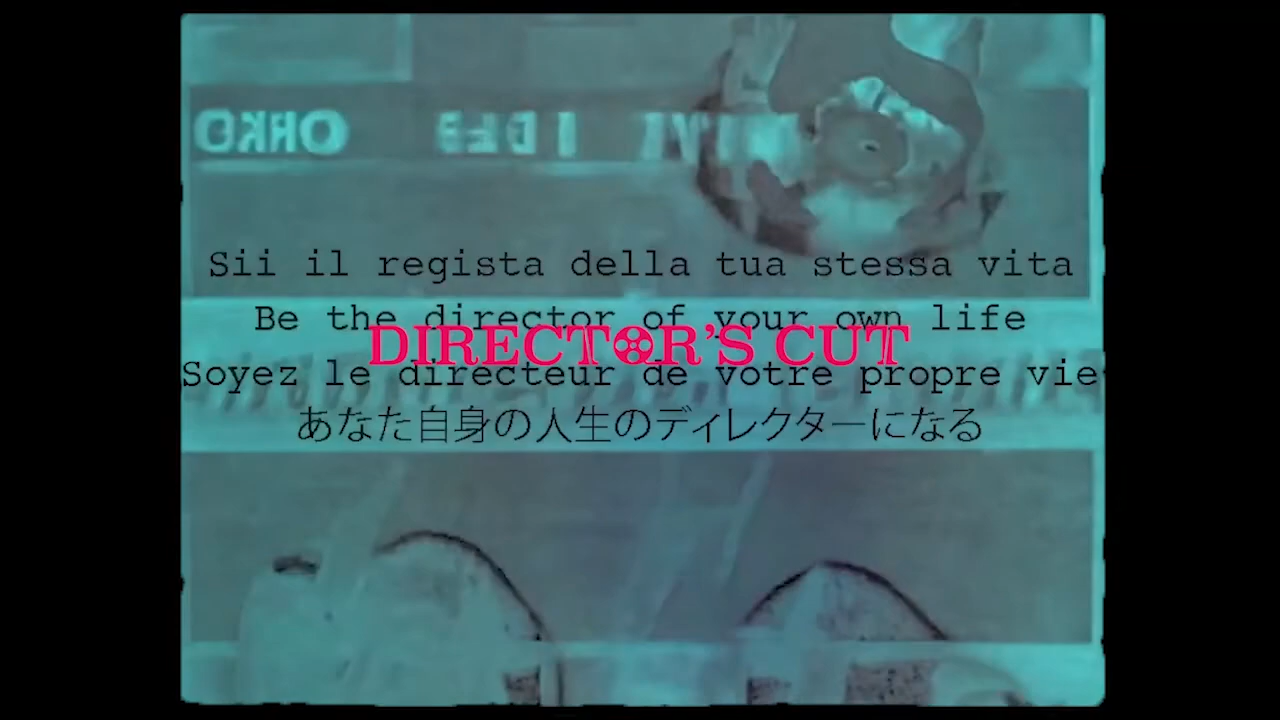 Sii il regista della tua stessa vita
Be the director of your own life
DIRECTOR'S CUT
Soyez le directeur de votre propre vie
あなた自身の人生のディレクターになる